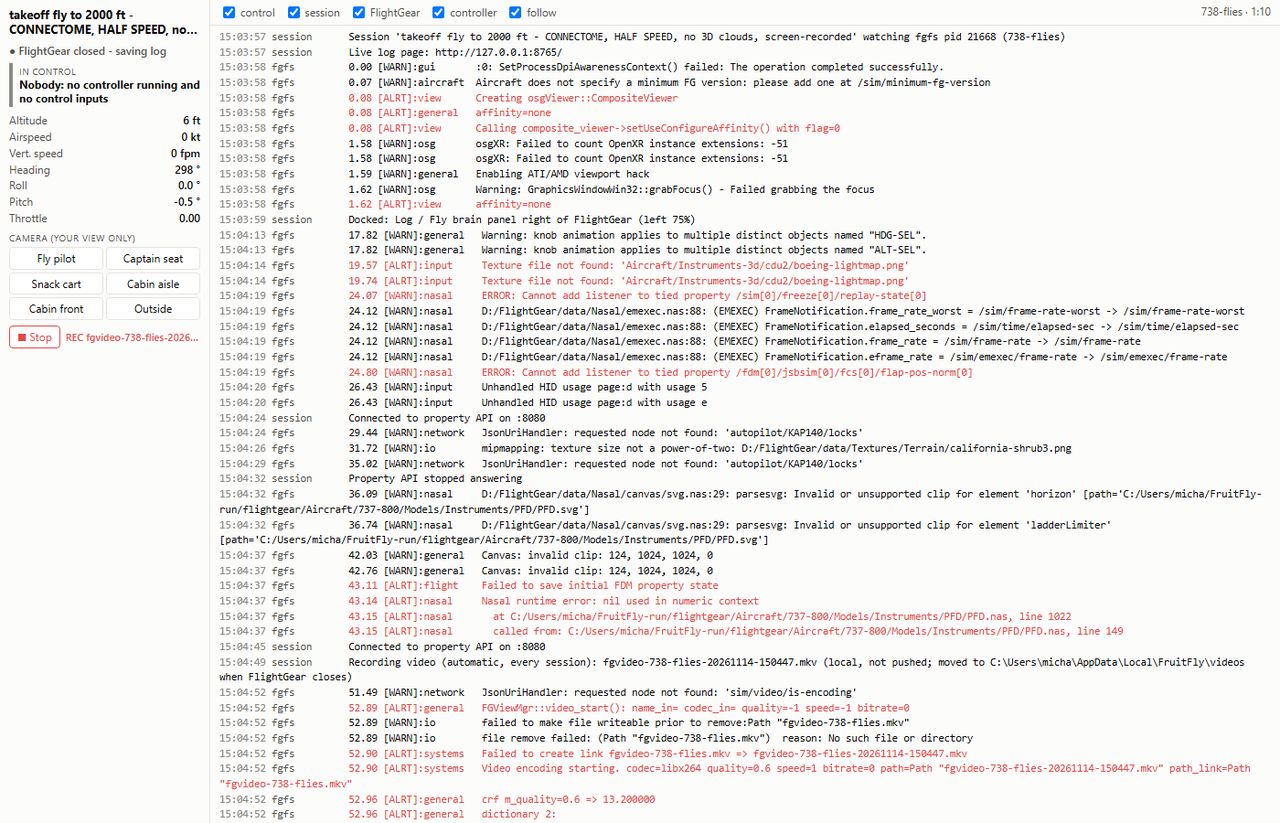 takeoff fly to 2000 ft -
CONNECTOME, HALF SPEED, no...
● FlightGear closed - saving log
IN CONTROL
Nobody: no controller running and
no control inputs
Altitude 6 ft
Airspeed 0 kt
Vert. speed 0 fpm
Heading 298 °
Roll 0.0 °
Pitch -0.5 °
Throttle 0.00
CAMERA (YOUR VIEW ONLY)
Fly pilot Captain seat
Snack cart Cabin aisle
Cabin front Outside
Stop REC fgvideo-738-flies-2026...
control session FlightGear controller follow 738-flies · 1:10
15:03:57 session Session 'takeoff fly to 2000 ft - CONNECTOME, HALF SPEED, no 3D clouds, screen-recorded' watching fgfs pid 21668 (738-flies)
15:03:57 session Live log page: http://127.0.0.1:8765/
15:03:58 fgfs 0.00 [WARN]:gui :0: SetProcessDpiAwarenessContext() failed: The operation completed successfully.
15:03:58 fgfs 0.07 [WARN]:aircraft Aircraft does not specify a minimum FG version: please add one at /sim/minimum-fg-version
15:03:58 fgfs 0.08 [ALRT]:view Creating osgViewer::CompositeViewer
15:03:58 fgfs 0.08 [ALRT]:general affinity=none
15:03:58 fgfs 0.08 [ALRT]:view Calling composite_viewer->setUseConfigureAffinity() with flag=0
15:03:58 fgfs 1.58 [WARN]:osg osgXR: Failed to count OpenXR instance extensions: -51
15:03:58 fgfs 1.58 [WARN]:osg osgXR: Failed to count OpenXR instance extensions: -51
15:03:58 fgfs 1.59 [WARN]:general Enabling ATI/AMD viewport hack
15:03:58 fgfs 1.62 [WARN]:osg Warning: GraphicsWindowWin32::grabFocus() - Failed grabbing the focus
15:03:58 fgfs 1.62 [ALRT]:view affinity=none
15:03:59 session Docked: Log / Fly brain panel right of FlightGear (left 75%)
15:04:13 fgfs 17.82 [WARN]:general Warning: knob animation applies to multiple distinct objects named "HDG-SEL".
15:04:13 fgfs 17.82 [WARN]:general Warning: knob animation applies to multiple distinct objects named "ALT-SEL".
15:04:14 fgfs 19.57 [ALRT]:input Texture file not found: 'Aircraft/Instruments-3d/cdu2/boeing-lightmap.png'
15:04:14 fgfs 19.74 [ALRT]:input Texture file not found: 'Aircraft/Instruments-3d/cdu2/boeing-lightmap.png'
15:04:19 fgfs 24.07 [WARN]:nasal ERROR: Cannot add listener to tied property /sim[0]/freeze[0]/replay-state[0]
15:04:19 fgfs 24.12 [WARN]:nasal D:/FlightGear/data/Nasal/emexec.nas:88: (EMEXEC) FrameNotification.frame_rate_worst = /sim/frame-rate-worst -> /sim/frame-rate-worst
15:04:19 fgfs 24.12 [WARN]:nasal D:/FlightGear/data/Nasal/emexec.nas:88: (EMEXEC) FrameNotification.elapsed_seconds = /sim/time/elapsed-sec -> /sim/time/elapsed-sec
15:04:19 fgfs 24.12 [WARN]:nasal D:/FlightGear/data/Nasal/emexec.nas:88: (EMEXEC) FrameNotification.frame_rate = /sim/frame-rate -> /sim/frame-rate
15:04:19 fgfs 24.12 [WARN]:nasal D:/FlightGear/data/Nasal/emexec.nas:88: (EMEXEC) FrameNotification.eframe_rate = /sim/emexec/frame-rate -> /sim/emexec/frame-rate
15:04:19 fgfs 24.80 [WARN]:nasal ERROR: Cannot add listener to tied property /fdm[0]/jsbsim[0]/fcs[0]/flap-pos-norm[0]
15:04:20 fgfs 26.43 [WARN]:input Unhandled HID usage page:d with usage 5
15:04:20 fgfs 26.43 [WARN]:input Unhandled HID usage page:d with usage e
15:04:24 session Connected to property API on :8080
15:04:24 fgfs 29.44 [WARN]:network JsonUriHandler: requested node not found: 'autopilot/KAP140/locks'
15:04:26 fgfs 31.72 [WARN]:io mipmapping: texture size not a power-of-two: D:/FlightGear/data/Textures/Terrain/california-shrub3.png
15:04:29 fgfs 35.02 [WARN]:network JsonUriHandler: requested node not found: 'autopilot/KAP140/locks'
15:04:32 session Property API stopped answering
15:04:32 fgfs 36.09 [WARN]:nasal D:/FlightGear/data/Nasal/canvas/svg.nas:29: parsesvg: Invalid or unsupported clip for element 'horizon' [path='C:/Users/micha/FruitFly-
run/flightgear/Aircraft/737-800/Models/Instruments/PFD/PFD.svg']
15:04:32 fgfs 36.74 [WARN]:nasal D:/FlightGear/data/Nasal/canvas/svg.nas:29: parsesvg: Invalid or unsupported clip for element 'ladderLimiter'
[path='C:/Users/micha/FruitFly-run/flightgear/Aircraft/737-800/Models/Instruments/PFD/PFD.svg']
15:04:37 fgfs 42.03 [WARN]:general Canvas: invalid clip: 124, 1024, 1024, 0
15:04:37 fgfs 42.76 [WARN]:general Canvas: invalid clip: 124, 1024, 1024, 0
15:04:37 fgfs 43.11 [ALRT]:flight Failed to save initial FDM property state
15:04:37 fgfs 43.14 [ALRT]:nasal Nasal runtime error: nil used in numeric context
15:04:37 fgfs 43.15 [ALRT]:nasal at C:/Users/micha/FruitFly-run/flightgear/Aircraft/737-800/Models/Instruments/PFD/PFD.nas, line 1022
15:04:37 fgfs 43.15 [ALRT]:nasal called from: C:/Users/micha/FruitFly-run/flightgear/Aircraft/737-800/Models/Instruments/PFD/PFD.nas, line 149
15:04:45 session Connected to property API on :8080
15:04:49 session Recording video (automatic, every session): fgvideo-738-flies-20261114-150447.mkv (local, not pushed; moved to C:\Users\micha\AppData\Local\FruitFly\videos
when FlightGear closes)
15:04:52 fgfs 51.49 [WARN]:network JsonUriHandler: requested node not found: 'sim/video/is-encoding'
15:04:52 fgfs 52.89 [ALRT]:general FGViewMgr::video_start(): name_in= codec_in= quality=-1 speed=-1 bitrate=0
15:04:52 fgfs 52.89 [WARN]:io failed to make file writeable prior to remove:Path "fgvideo-738-flies.mkv"
15:04:52 fgfs 52.89 [WARN]:io file remove failed: (Path "fgvideo-738-flies.mkv") reason: No such file or directory
15:04:52 fgfs 52.90 [ALRT]:systems Failed to create link fgvideo-738-flies.mkv => fgvideo-738-flies-20261114-150447.mkv
15:04:52 fgfs 52.90 [ALRT]:systems Video encoding starting. codec=libx264 quality=0.6 speed=1 bitrate=0 path=Path "fgvideo-738-flies-20261114-150447.mkv" path_link=Path
"fgvideo-738-flies.mkv"
15:04:52 fgfs 52.96 [ALRT]:general crf m_quality=0.6 => 13.200000
15:04:52 fgfs 52.96 [ALRT]:general dictionary 2: